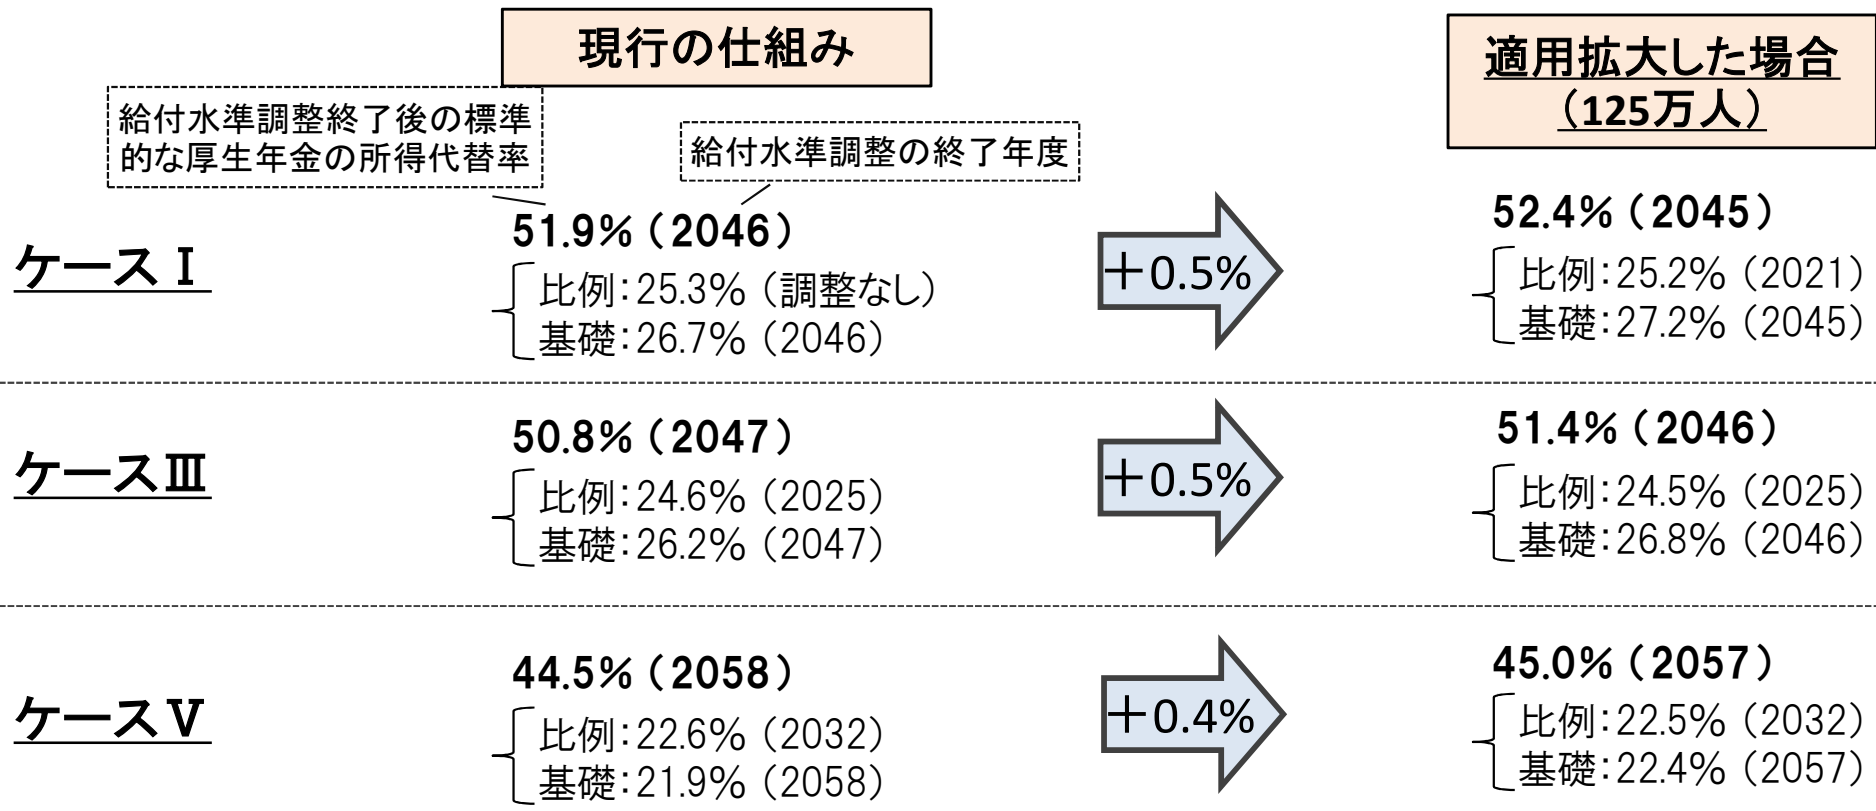 現行の仕組み
適用拡大した場合
（125万人）
給付水準調整終了後の標準
的な厚生年金の所得代替率
給付水準調整の終了年度
ケースⅠ
51.9%（2046）
比例：25.3%（調整なし）
基礎：26.7%（2046）
＋0.5%
52.4%（2045）
比例：25.2%（2021）
基礎：27.2%（2045）
ケースⅢ
50.8%（2047）
比例：24.6%（2025）
基礎：26.2%（2047）
＋0.5%
51.4%（2046）
比例：24.5%（2025）
基礎：26.8%（2046）
ケースⅤ
44.5%（2058）
比例：22.6%（2032）
基礎：21.9%（2058）
＋0.4%
45.0%（2057）
比例：22.5%（2032）
基礎：22.4%（2057）